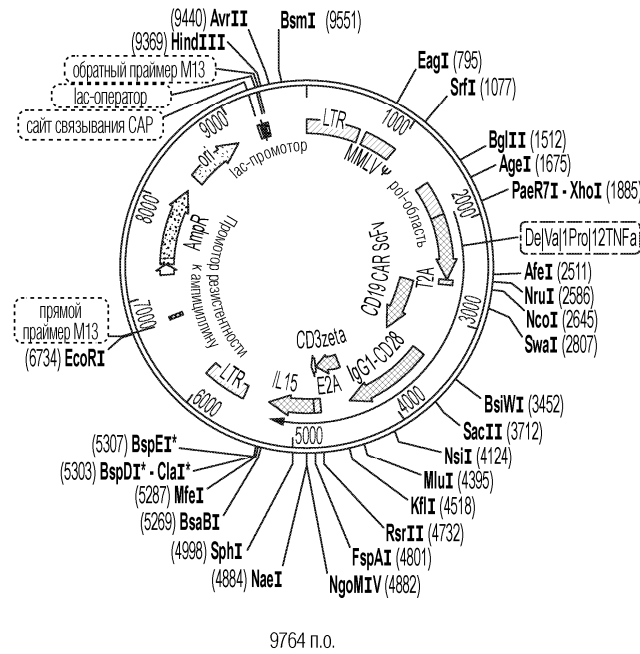 (9440) AvrII
BsmI (9551)
(9369) HindIII
обратный праймер M13
lac-оператор
сайт связывания CAP
EagI (795)
SrfI (1077)
BglII (1512)
AgeI (1675)
PaeR7I - XhoI (1885)
De|Va|1Pro|12TNFa
AfeI (2511)
NruI (2586)
NcoI (2645)
SwaI (2807)
BsiWI (3452)
SacII (3712)
NsiI (4124)
MluI (4395)
KflI (4518)
RsrII (4732)
FspAI (4801)
NgoMIV (4882)
(4884) NaeI
(4998) SphI
(5269) BsaBI
(5287) MfeI
(5303) BspDI* - ClaI*
(5307) BspEI*
(6734) EcoRI
прямой
праймер M13
1000
2000
3000
4000
5000
6000
7000
8000
9000
LTR
MMLV Ψ
pol-область
T2A
CD19 CAR ScFv
IgG1-CD28
CD3zeta
E2A
IL15
LTR
Промотор резистентности
к ампициллину
AmpR
ori
lac-промотор
9764 п.о.